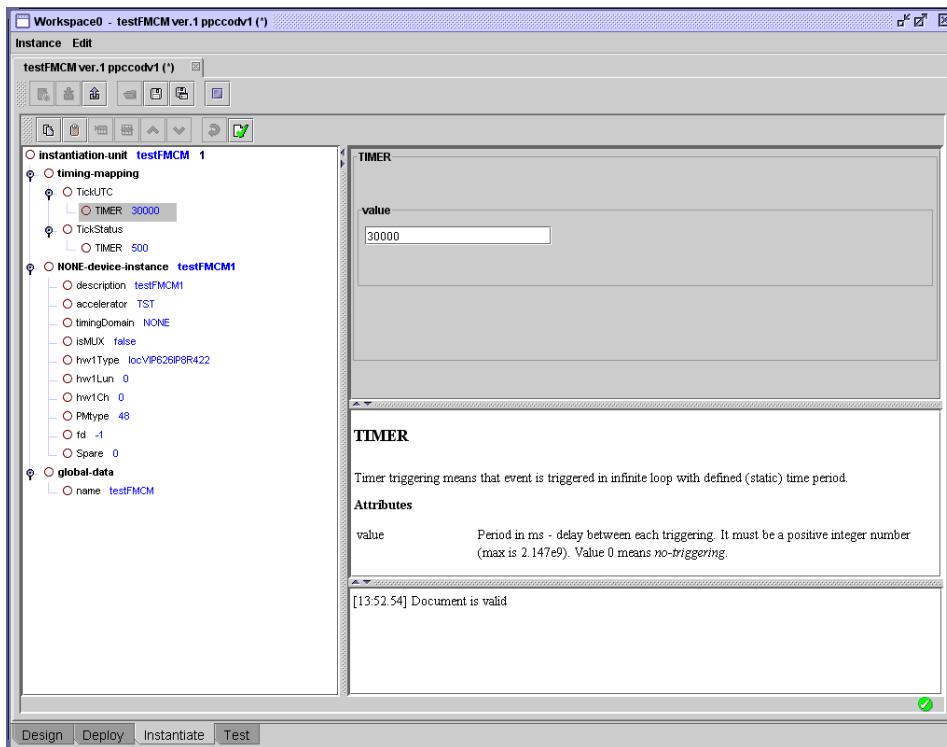 Workspace0 - testFMCM ver.1 ppccodv1 (*)
Instance Edit
testFMCM ver.1 ppccodv1 (*)
instantiation-unit testFMCM 1
timing-mapping
TickUTC
TIMER 30000
TickStatus
TIMER 500
NONE-device-instance testFMCM1
description testFMCM1
accelerator TST
timingDomain NONE
isMUX false
hw1Type locVIP626IP8R422
hw1Lun 0
hw1Ch 0
PMtype 48
fd -1
Spare 0
global-data
name testFMCM
TIMER
value
30000
TIMER
Timer triggering means that event is triggered in infinite loop with defined (static) time period.
Attributes
value Period in ms - delay between each triggering. It must be a positive integer number
(max is 2.147e9). Value 0 means no-triggering.
[13:52.54] Document is valid
Design Deploy Instantiate Test